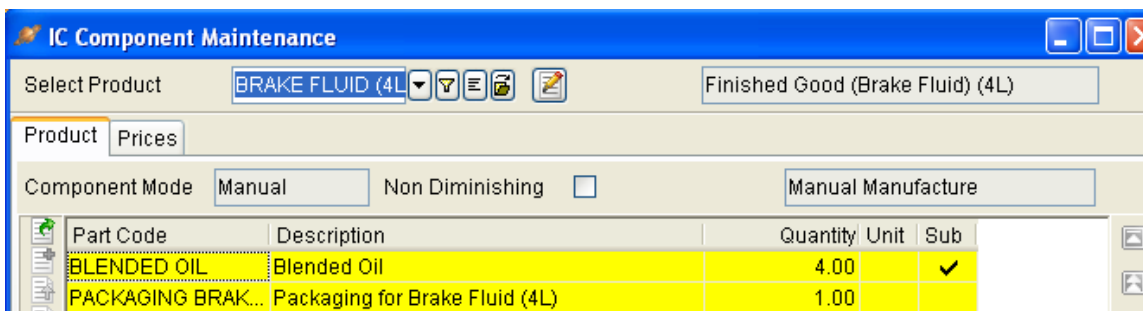 IC Component Maintenance
Select Product BRAKE FLUID (4L Finished Good (Brake Fluid) (4L)
Product Prices
Component Mode Manual Non Diminishing Manual Manufacture
Part Code Description Quantity Unit Sub
BLENDED OIL Blended Oil 4.00
PACKAGING BRAK... Packaging for Brake Fluid (4L) 1.00